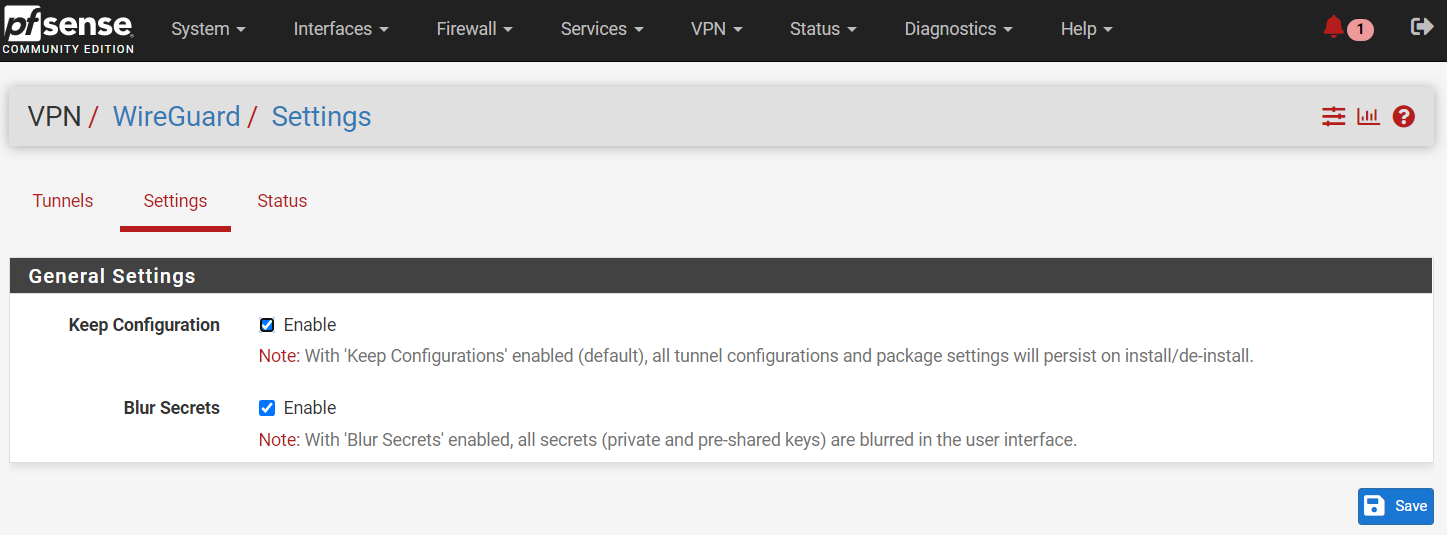 pfsense
COMMUNITY EDITION
System Interfaces Firewall Services VPN Status Diagnostics Help 1
VPN / WireGuard / Settings
Tunnels Settings Status
General Settings
Keep Configuration Enable
Note: With 'Keep Configurations' enabled (default), all tunnel configurations and package settings will persist on install/de-install.
Blur Secrets Enable
Note: With 'Blur Secrets' enabled, all secrets (private and pre-shared keys) are blurred in the user interface.
Save